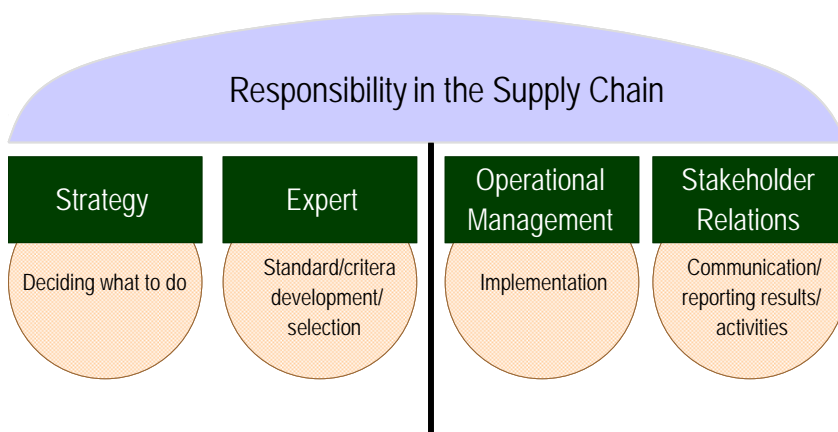 Responsibility in the Supply Chain
Strategy
Deciding what to do
Expert
Standard/critera
development/
selection
Operational
Management
Implementation
Stakeholder
Relations
Communication/
reporting results/
activities